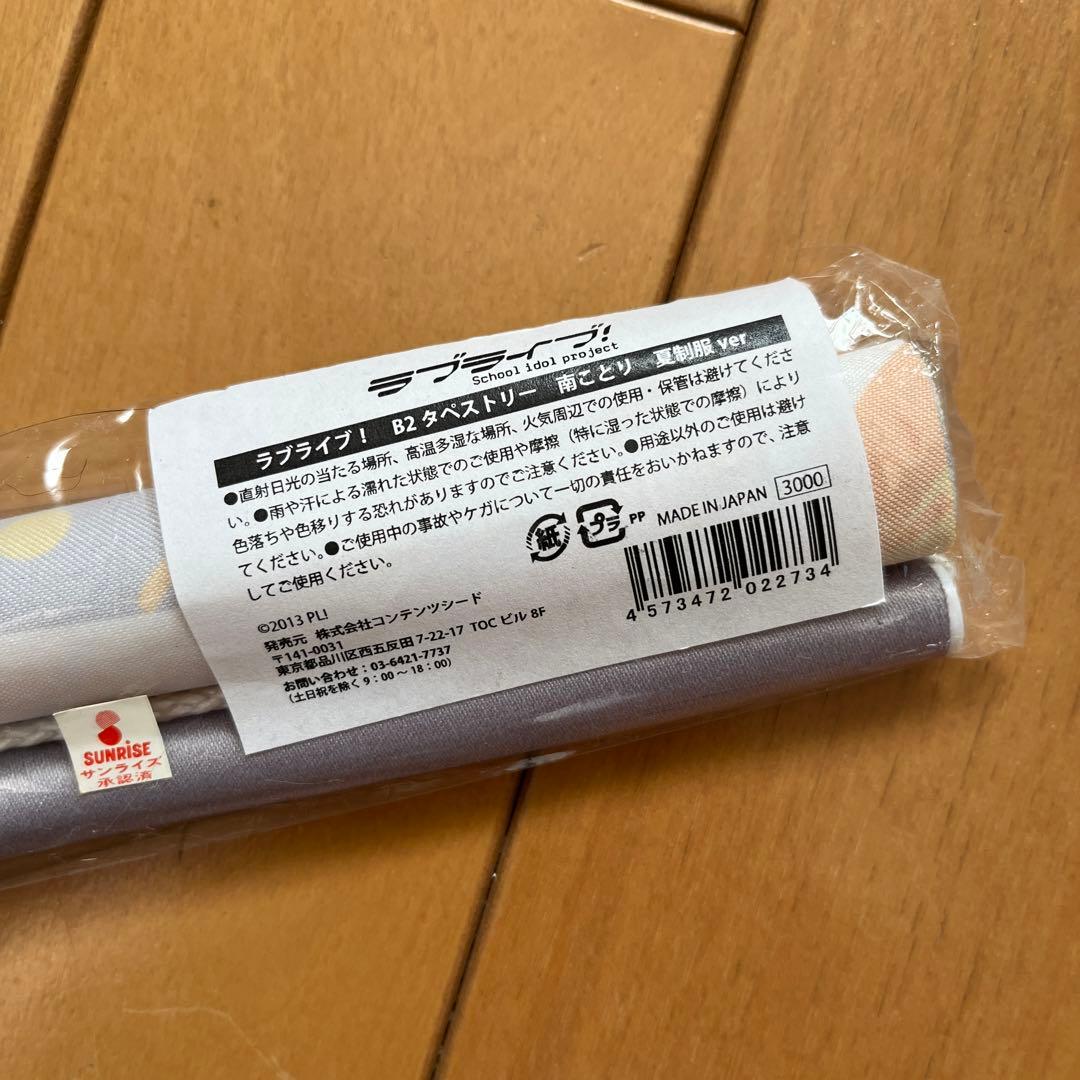 ラブライブ!
School idol project
ラブライブ！ B2 タペストリー 南ことり 夏制服 ver
●直射日光の当たる場所、高温多湿な場所、火気周辺での使用・保管は避けてくださ
い。●雨や汗による濡れた状態でのご使用や摩擦（特に湿った状態での摩擦）により
色落ちや色移りする恐れがありますのでご注意ください。●用途以外のご使用は避け
てください。●ご使用中の事故やケガについて一切の責任をおいかねますので、注意
してご使用ください。
紙 プラ PP MADE IN JAPAN 3000
4 573472 022734
©2013 PL!
発売元 株式会社コンテンツシード
〒141-0031
東京都品川区西五反田 7-22-17 TOC ビル 8F
お問い合わせ：03-6421-7737
（土日祝を除く 9：00 〜 18：00）
SUNRISE
サンライズ
承認済